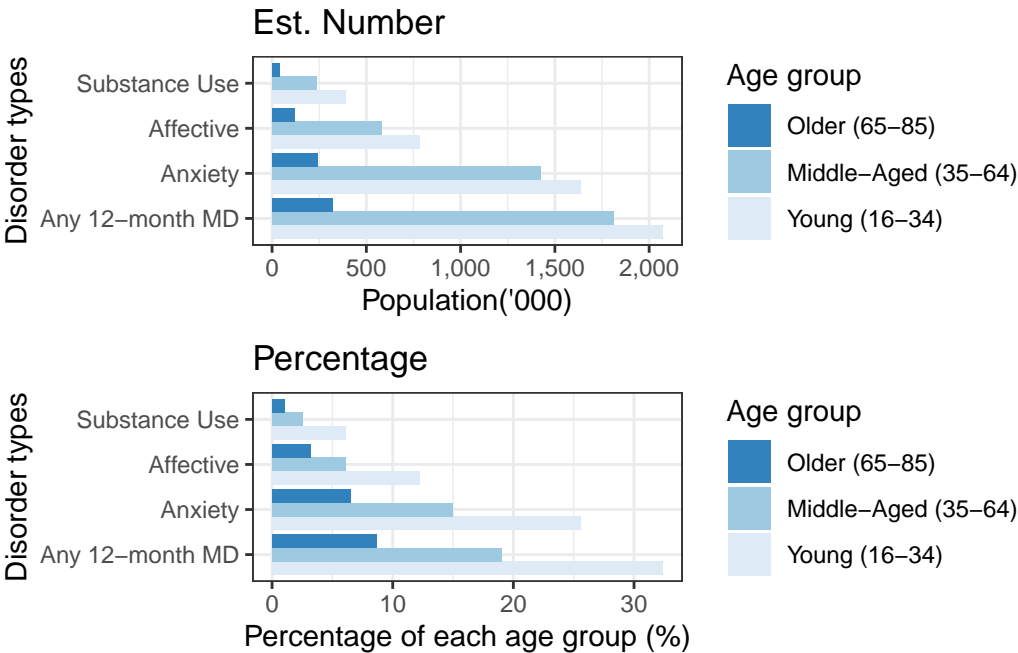 Est. Number
Disorder types
Substance Use
Affective
Anxiety
Any 12−month MD
0 500 1,000 1,500 2,000
Population('000)
Age group
Older (65−85)
Middle−Aged (35−64)
Young (16−34)
Percentage
Disorder types
Substance Use
Affective
Anxiety
Any 12−month MD
0 10 20 30
Percentage of each age group (%)
Age group
Older (65−85)
Middle−Aged (35−64)
Young (16−34)